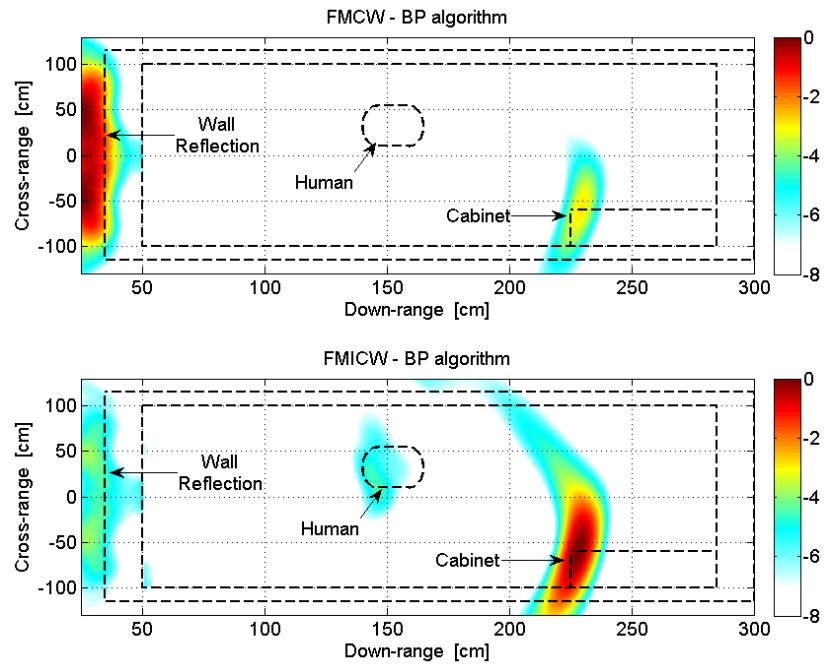 FMCW - BP algorithm
Cross-range [cm]
100
50
0
-50
-100
Wall
Reflection
Human
Cabinet
50
100
150
200
250
300
Down-range [cm]
0
-2
-4
-6
-8
FMICW - BP algorithm
Cross-range [cm]
100
50
0
-50
-100
Wall
Reflection
Human
Cabinet
50
100
150
200
250
300
Down-range [cm]
0
-2
-4
-6
-8